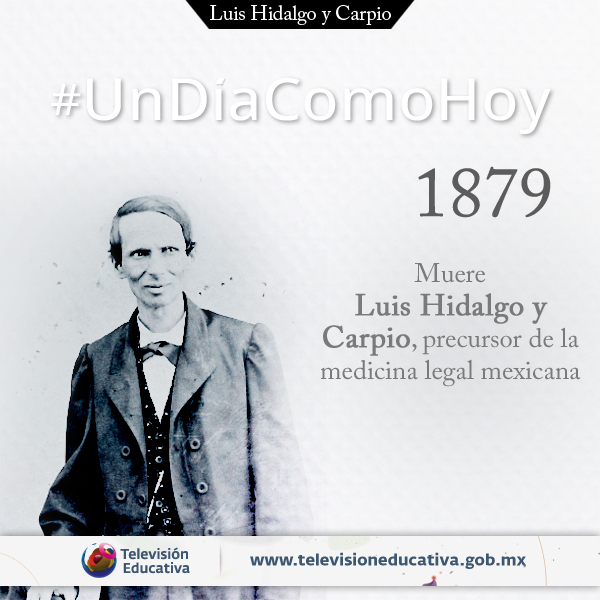 Luis Hidalgo y Carpio
#UnDíaComoHoy
1879
Muere
Luis Hidalgo y
Carpio, precursor de la
medicina legal mexicana
Televisión
Educativa
www.televisioneducativa.gob.mx